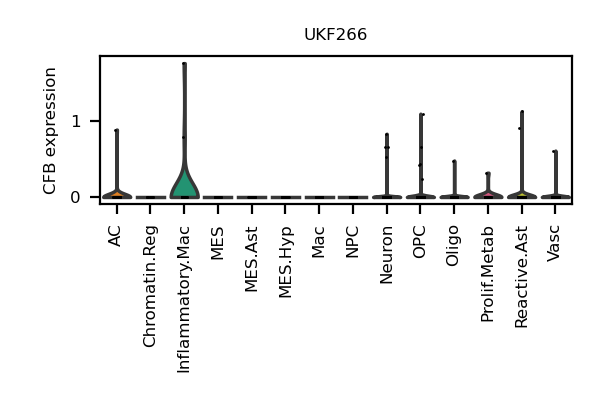 UKF266
CFB expression
1
0
AC
Chromatin.Reg
Inflammatory.Mac
MES
MES.Ast
MES.Hyp
Mac
NPC
Neuron
OPC
Oligo
Prolif.Metab
Reactive.Ast
Vasc